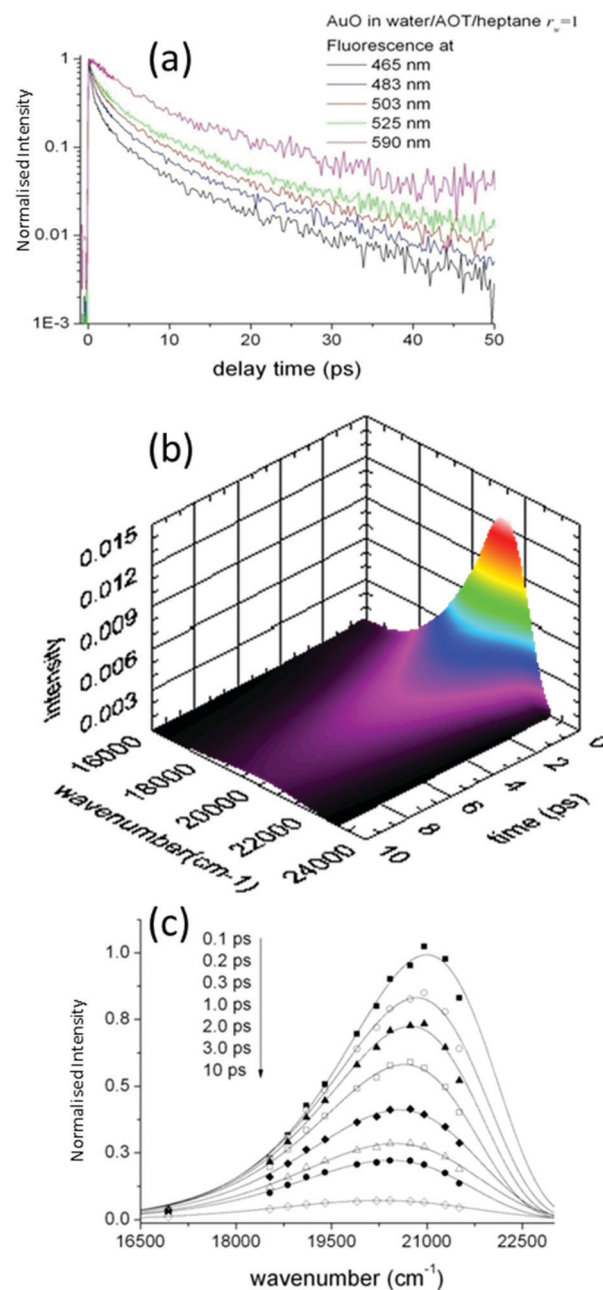 AuO in water/AOT/heptane r_w=1
(a)
Fluorescence at
465 nm
483 nm
503 nm
525 nm
590 nm
Normalised Intensity
1
0.1
0.01
1E-3
0 10 20 30 40 50
delay time (ps)
(b)
0.015
0.012
0.009
0.006
0.003
intensity
16000
18000
20000
22000
24000
wavenumber(cm-1)
0
2
4
6
8
10
time (ps)
(c)
0.1 ps
0.2 ps
0.3 ps
1.0 ps
2.0 ps
3.0 ps
10 ps
Normalised Intensity
1.0
0.8
0.5
0.3
0.0
16500 18000 19500 21000 22500
wavenumber (cm⁻¹)